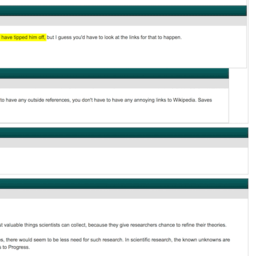 have tipped him off, but I guess you'd have to look at the links for that to happen.
to have any outside references, you don't have to have any annoying links to Wikipedia. Saves
valuable things scientists can collect, because they give researchers chance to refine their theories.
there would seem to be less need for such research. In scientific research, the known unknowns are
to Progress.